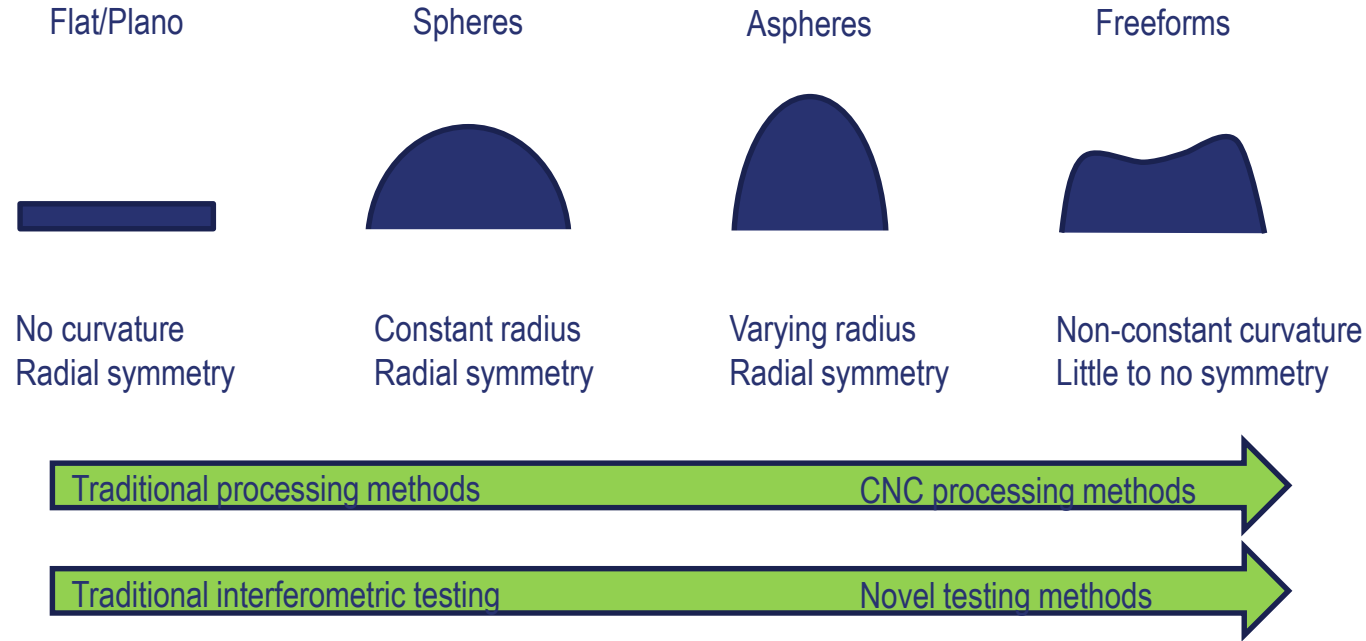 Flat/Plano
Spheres
Aspheres
Freeforms
No curvature
Radial symmetry
Constant radius
Radial symmetry
Varying radius
Radial symmetry
Non-constant curvature
Little to no symmetry
Traditional processing methods
CNC processing methods
Traditional interferometric testing
Novel testing methods